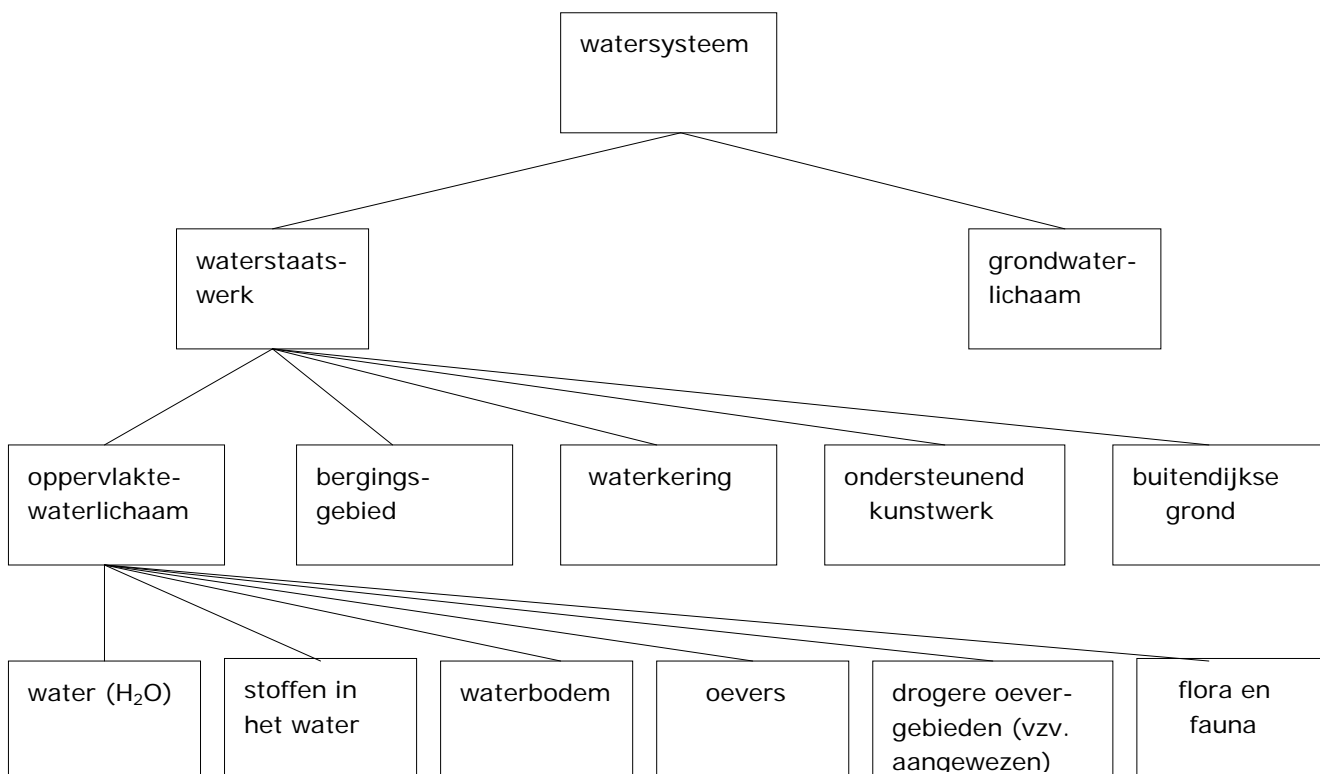 watersysteem
waterstaats-
werk
grondwater-
lichaam
oppervlakte-
waterlichaam
bergings-
gebied
waterkering
ondersteunend
kunstwerk
buitendijkse
grond
water (H₂O)
stoffen in
het water
waterbodem
oevers
drogere oever-
gebieden (vzv.
aangewezen)
flora en
fauna